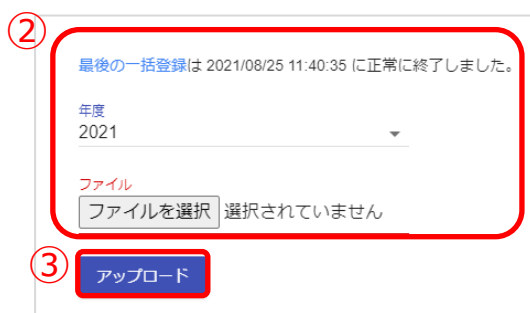 ②
最後の一括登録は 2021/08/25 11:40:35 に正常に終了しました。
年度
2021
ファイル
ファイルを選択 選択されていません
③
アップロード